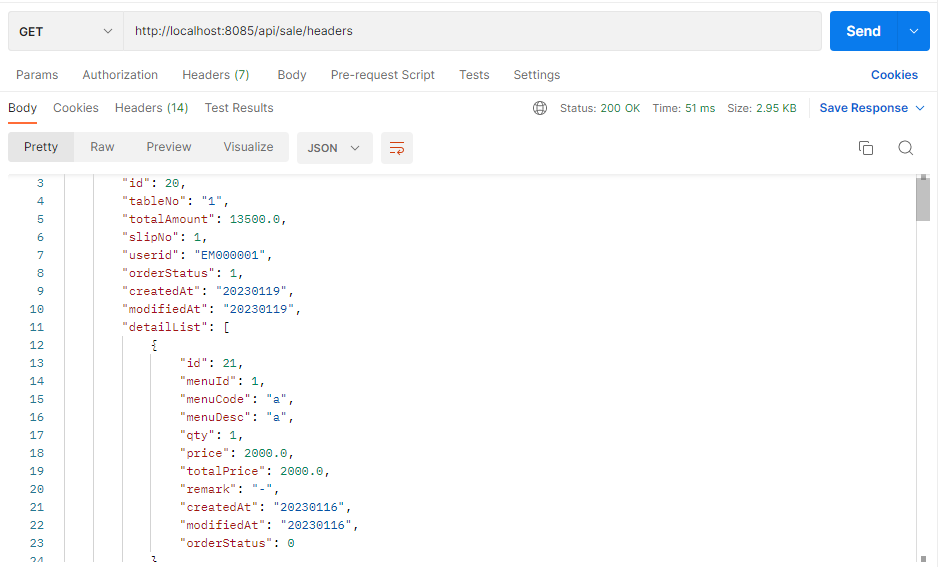 GET http://localhost:8085/api/sale/headers Send
Params Authorization Headers (7) Body Pre-request Script Tests Settings Cookies
Body Cookies Headers (14) Test Results Status: 200 OK Time: 51 ms Size: 2.95 KB Save Response
Pretty Raw Preview Visualize JSON
3 "id": 20,
4 "tableNo": "1",
5 "totalAmount": 13500.0,
6 "slipNo": 1,
7 "userid": "EM000001",
8 "orderStatus": 1,
9 "createdAt": "20230119",
10 "modifiedAt": "20230119",
11 "detailList": [
12 {
13 "id": 21,
14 "menuId": 1,
15 "menuCode": "a",
16 "menuDesc": "a",
17 "qty": 1,
18 "price": 2000.0,
19 "totalPrice": 2000.0,
20 "remark": "-",
21 "createdAt": "20230116",
22 "modifiedAt": "20230116",
23 "orderStatus": 0
24 }